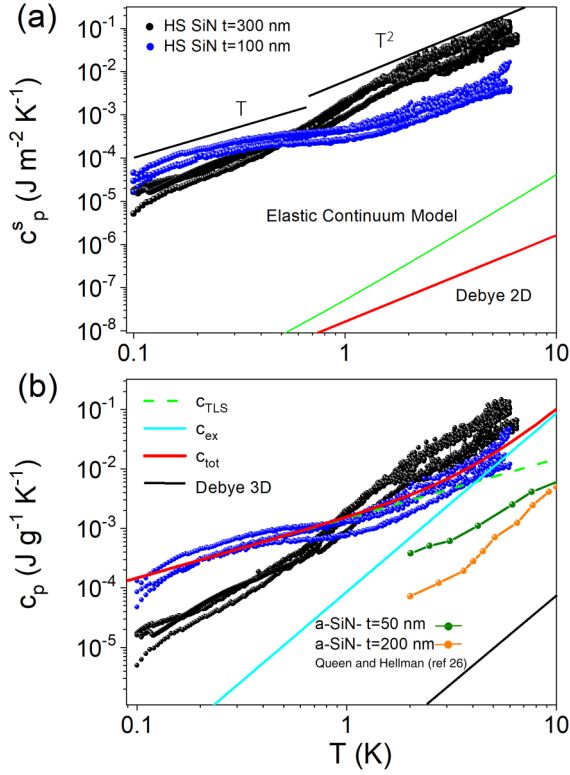 (a)
HS SiN t=300 nm
HS SiN t=100 nm
T²
T
c^s_p (J m⁻² K⁻¹)
10⁻¹
10⁻²
10⁻³
10⁻⁴
10⁻⁵
10⁻⁶
10⁻⁷
10⁻⁸
Elastic Continuum Model
Debye 2D
0.1 1 10
(b)
c_TLS
c_ex
c_tot
Debye 3D
c_p (J g⁻¹ K⁻¹)
10⁻¹
10⁻²
10⁻³
10⁻⁴
10⁻⁵
a-SiN- t=50 nm
a-SiN- t=200 nm
Queen and Hellman (ref 26)
0.1 1 10
T (K)